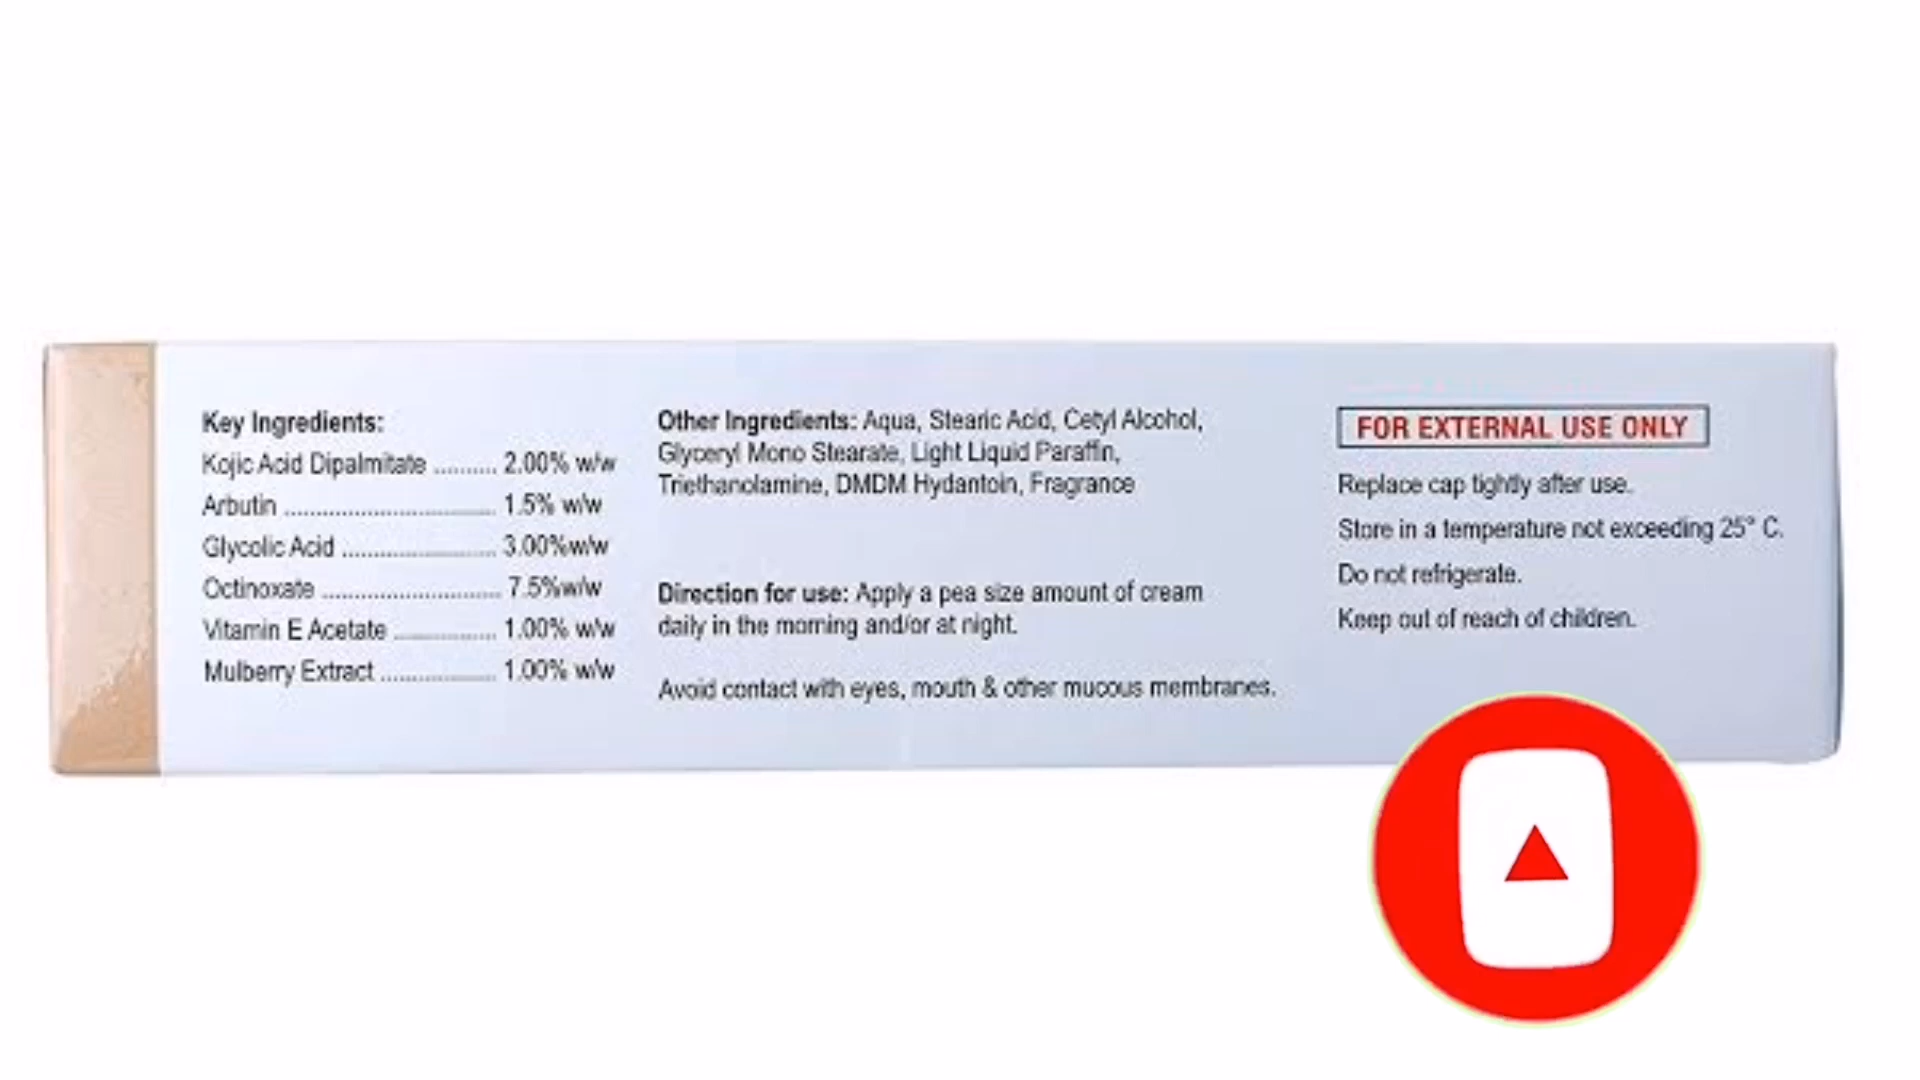 Key Ingredients:
Kojic Acid Dipalmitate .......... 2.00% w/w
Arbutin ................................. 1.5% w/w
Glycolic Acid ........................ 3.00%w/w
Octinoxate ............................ 7.5%w/w
Vitamin E Acetate ................ 1.00% w/w
Mulberry Extract .................. 1.00% w/w
Other Ingredients: Aqua, Stearic Acid, Cetyl Alcohol,
Glyceryl Mono Stearate, Light Liquid Paraffin,
Triethanolamine, DMDM Hydantoin, Fragrance
Direction for use: Apply a pea size amount of cream
daily in the morning and/or at night.
Avoid contact with eyes, mouth & other mucous membranes.
FOR EXTERNAL USE ONLY
Replace cap tightly after use.
Store in a temperature not exceeding 25° C.
Do not refrigerate.
Keep out of reach of children.